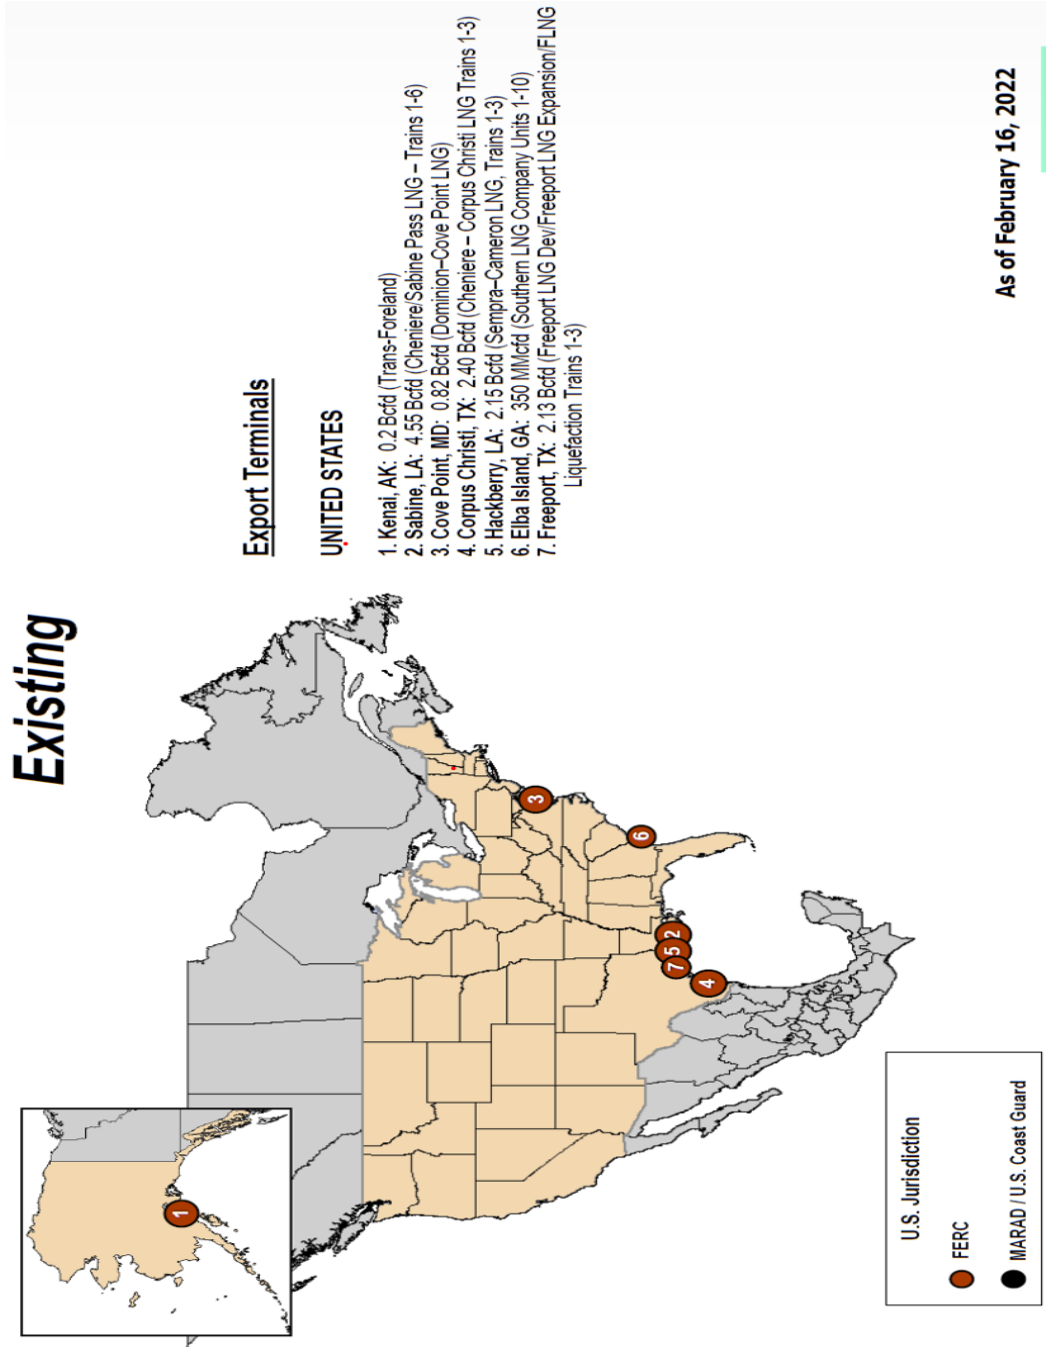 Existing
Export Terminals
UNITED STATES
1. Kenai, AK: 0.2 Bcfd (Trans-Foreland)
2. Sabine, LA: 4.55 Bcfd (Cheniere/Sabine Pass LNG – Trains 1-6)
3. Cove Point, MD: 0.82 Bcfd (Dominion–Cove Point LNG)
4. Corpus Christi, TX: 2.40 Bcfd (Cheniere – Corpus Christi LNG Trains 1-3)
5. Hackberry, LA: 2.15 Bcfd (Sempra–Cameron LNG, Trains 1-3)
6. Elba Island, GA: 350 MMcfd (Southern LNG Company Units 1-10)
7. Freeport, TX: 2.13 Bcfd (Freeport LNG Dev/Freeport LNG Expansion/FLNG
Liquefaction Trains 1-3)
1
3
6
7
5
2
4
U.S. Jurisdiction
FERC
MARAD / U.S. Coast Guard
As of February 16, 2022